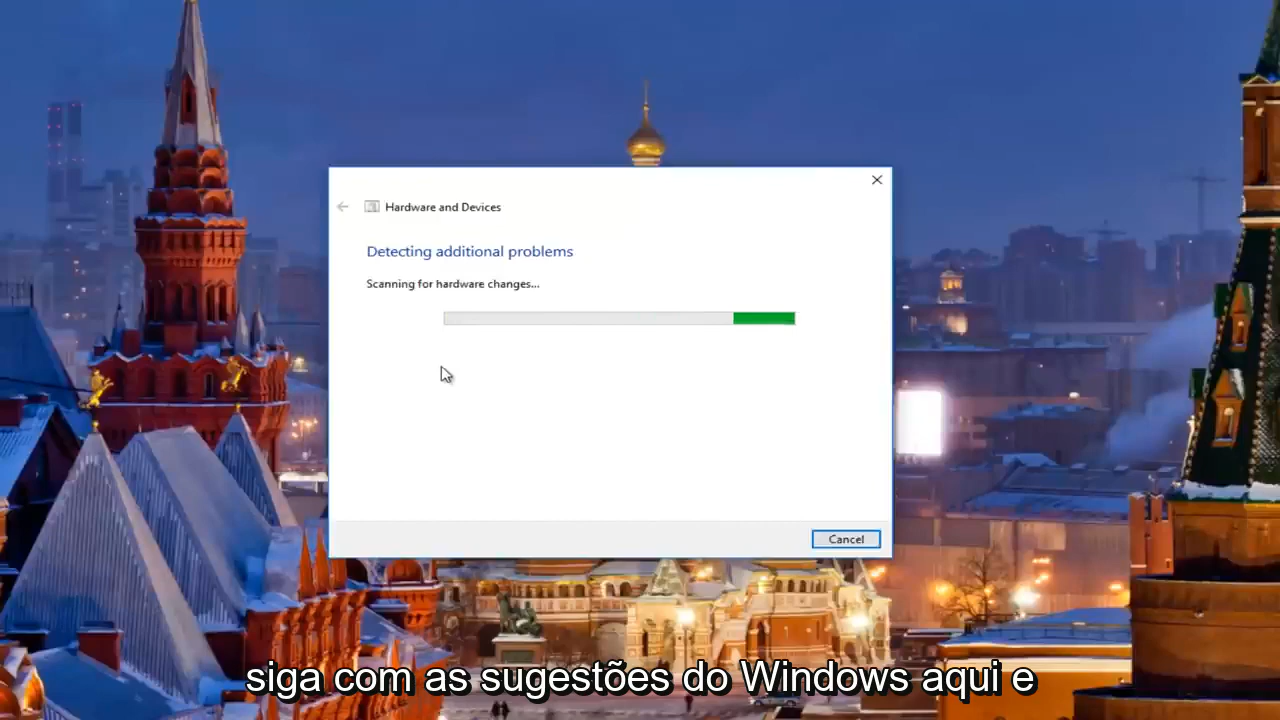 Hardware and Devices
Detecting additional problems
Scanning for hardware changes...
Cancel
siga com as sugestões do Windows aqui e